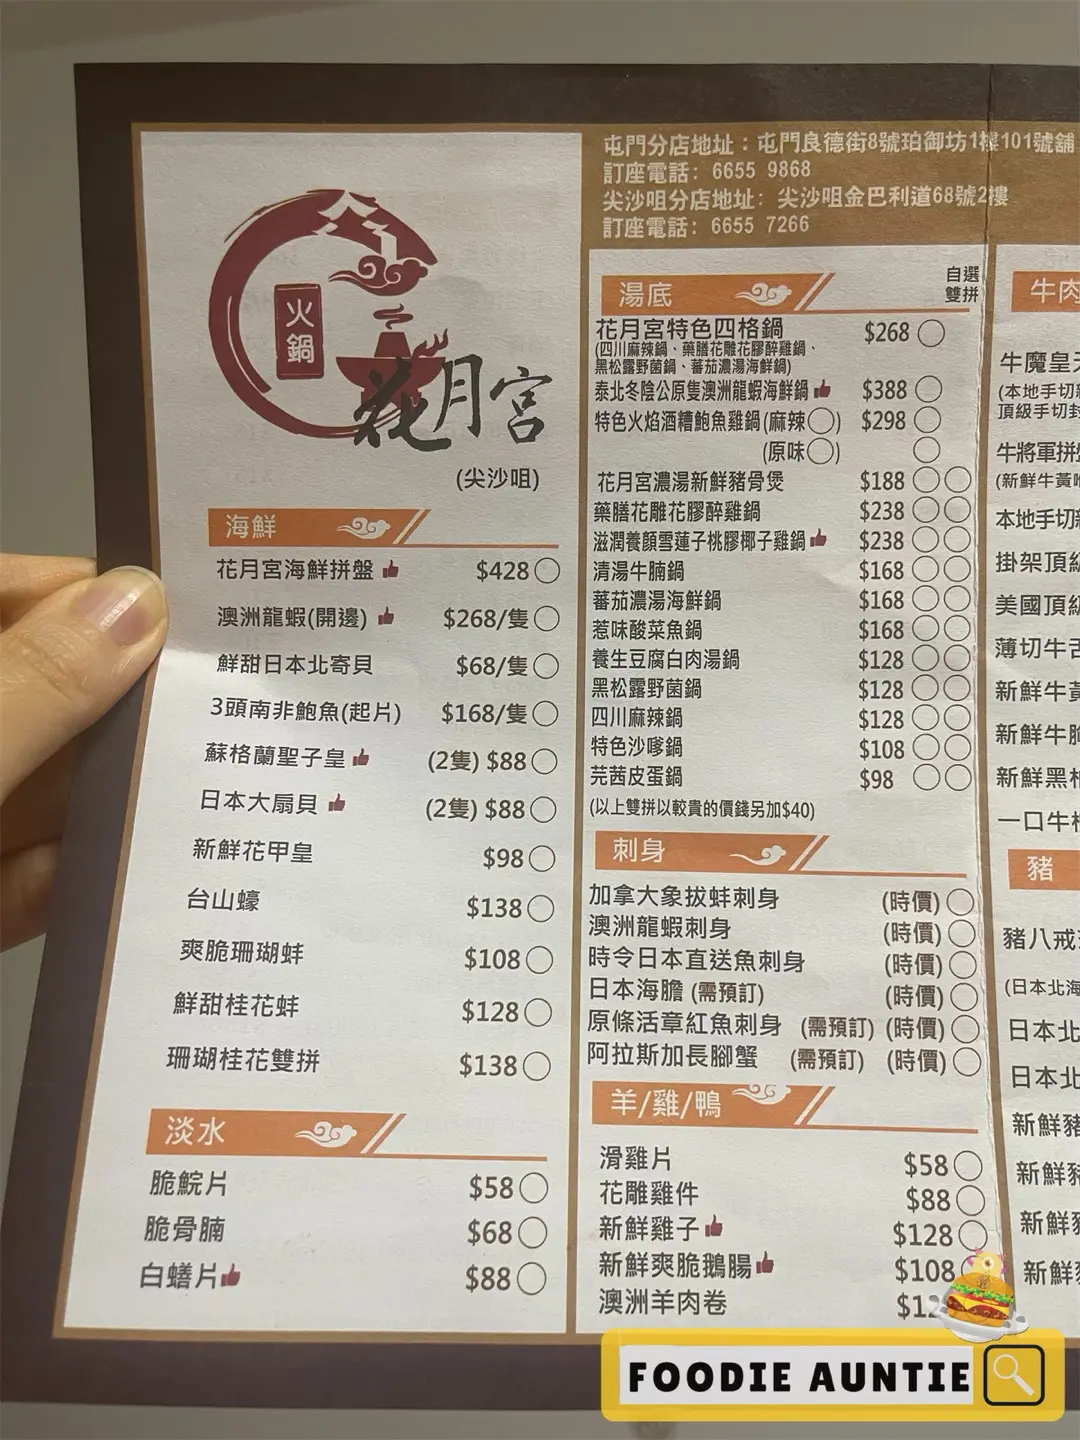 屯門分店地址：屯門良德街8號珀御坊1樓101號舖
訂座電話: 6655 9868
尖沙咀分店地址: 尖沙咀金巴利道68號2樓
訂座電話: 6655 7266
火鍋
花月宮
(尖沙咀)
海鮮
花月宮海鮮拼盤 $428
澳洲龍蝦(開邊) $268/隻
鮮甜日本北寄貝 $68/隻
3頭南非鮑魚(起片) $168/隻
蘇格蘭聖子皇 (2隻) $88
日本大扇貝 (2隻) $88
新鮮花甲皇 $98
台山蠔 $138
爽脆珊瑚蚌 $108
鮮甜桂花蚌 $128
珊瑚桂花雙拼 $138
淡水
脆鯇片 $58
脆骨腩 $68
白蟮片 $88
湯底
自選
雙拼
花月宮特色四格鍋 $268
(四川麻辣鍋、藥膳花雕花膠醉雞鍋、
黑松露野菌鍋、蕃茄濃湯海鮮鍋)
泰北冬陰公原隻澳洲龍蝦海鮮鍋 $388
特色火焰酒糟鮑魚雞鍋(麻辣) $298
(原味)
花月宮濃湯新鮮豬骨煲 $188
藥膳花雕花膠醉雞鍋 $238
滋潤養顏雪蓮子桃膠椰子雞鍋 $238
清湯牛腩鍋 $168
蕃茄濃湯海鮮鍋 $168
惹味酸菜魚鍋 $168
養生豆腐白肉湯鍋 $128
黑松露野菌鍋 $128
四川麻辣鍋 $128
特色沙嗲鍋 $108
芫茜皮蛋鍋 $98
(以上雙拼以較貴的價錢另加$40)
刺身
加拿大象拔蚌刺身 (時價)
澳洲龍蝦刺身 (時價)
時令日本直送魚刺身 (時價)
日本海膽 (需預訂) (時價)
原條活章紅魚刺身 (需預訂) (時價)
阿拉斯加長腳蟹 (需預訂) (時價)
羊/雞/鴨
滑雞片 $58
花雕雞件 $88
新鮮雞子 $128
新鮮爽脆鵝腸 $108
澳洲羊肉卷
牛肉
牛魔皇
(本地手切
頂級手切
牛將軍拼
(新鮮牛
本地手切
掛架頂級
美國頂級
薄切牛舌
新鮮牛
新鮮牛
新鮮黑
一口牛
豬
豬八戒
(日本北海
日本北
日本北
新鮮豬
新鮮
新鮮
新鮮
FOODIE AUNTIE